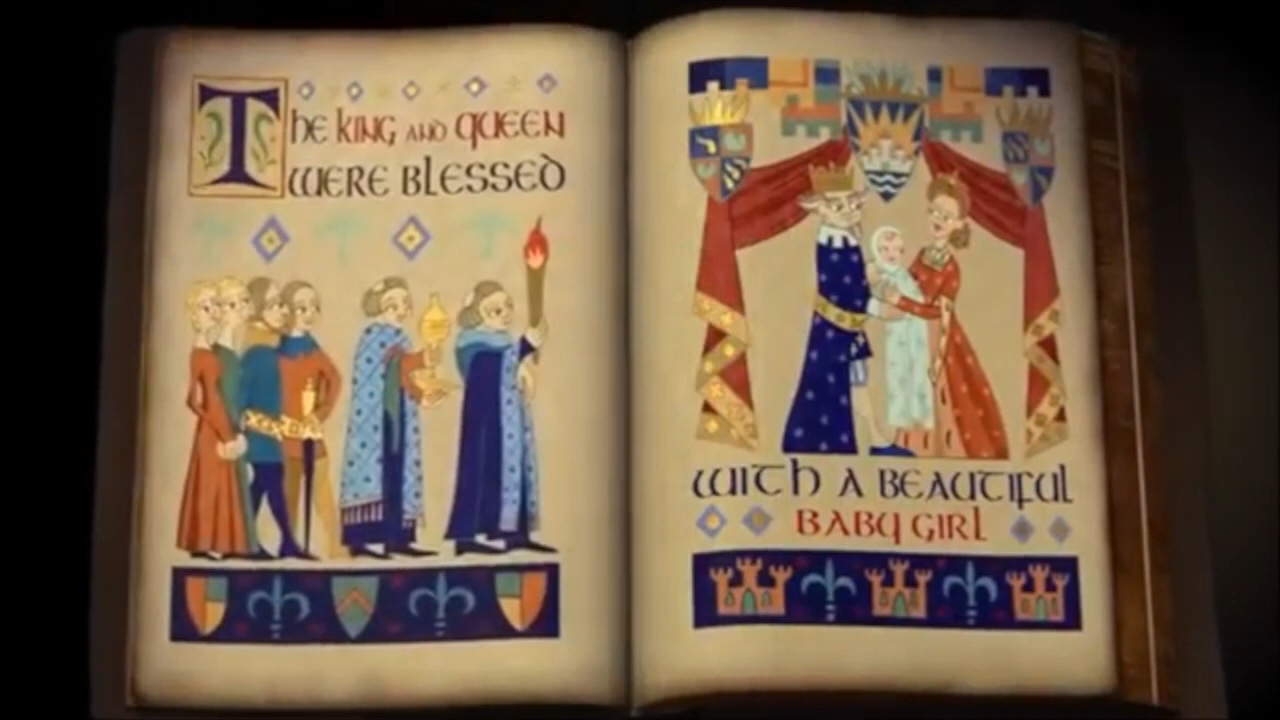 The KING AND QUEEN
WERE BLESSED
WITH A BEAUTIFUL
BABY GIRL